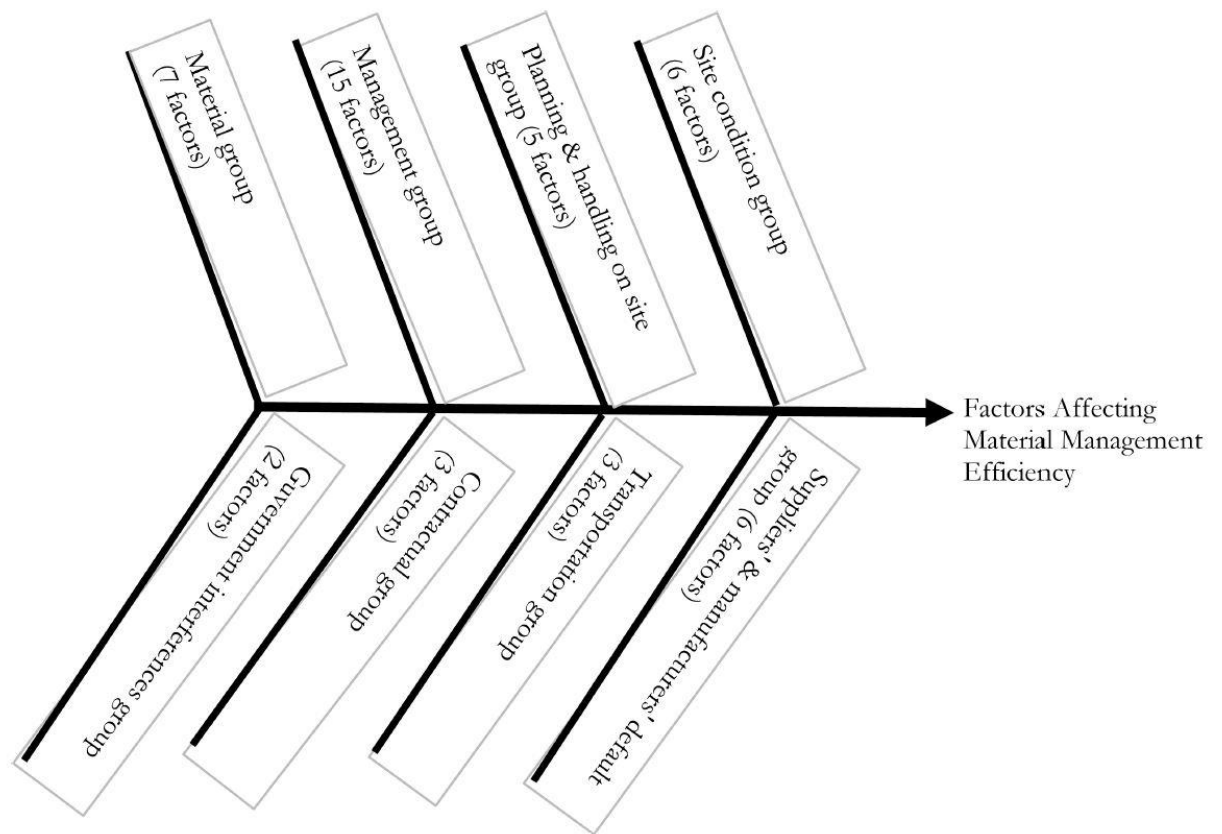 Material group
(7 factors)
Management group
(15 factors)
Planning & handling on site
group (5 factors)
Site condition group
(6 factors)
Factors Affecting
Material Management
Efficiency
Guvernment interferences group
(2 factors)
Contractual group
(3 factors)
Transportation group
(3 factors)
Suppliers' & manufacturers' default
group (6 factors)